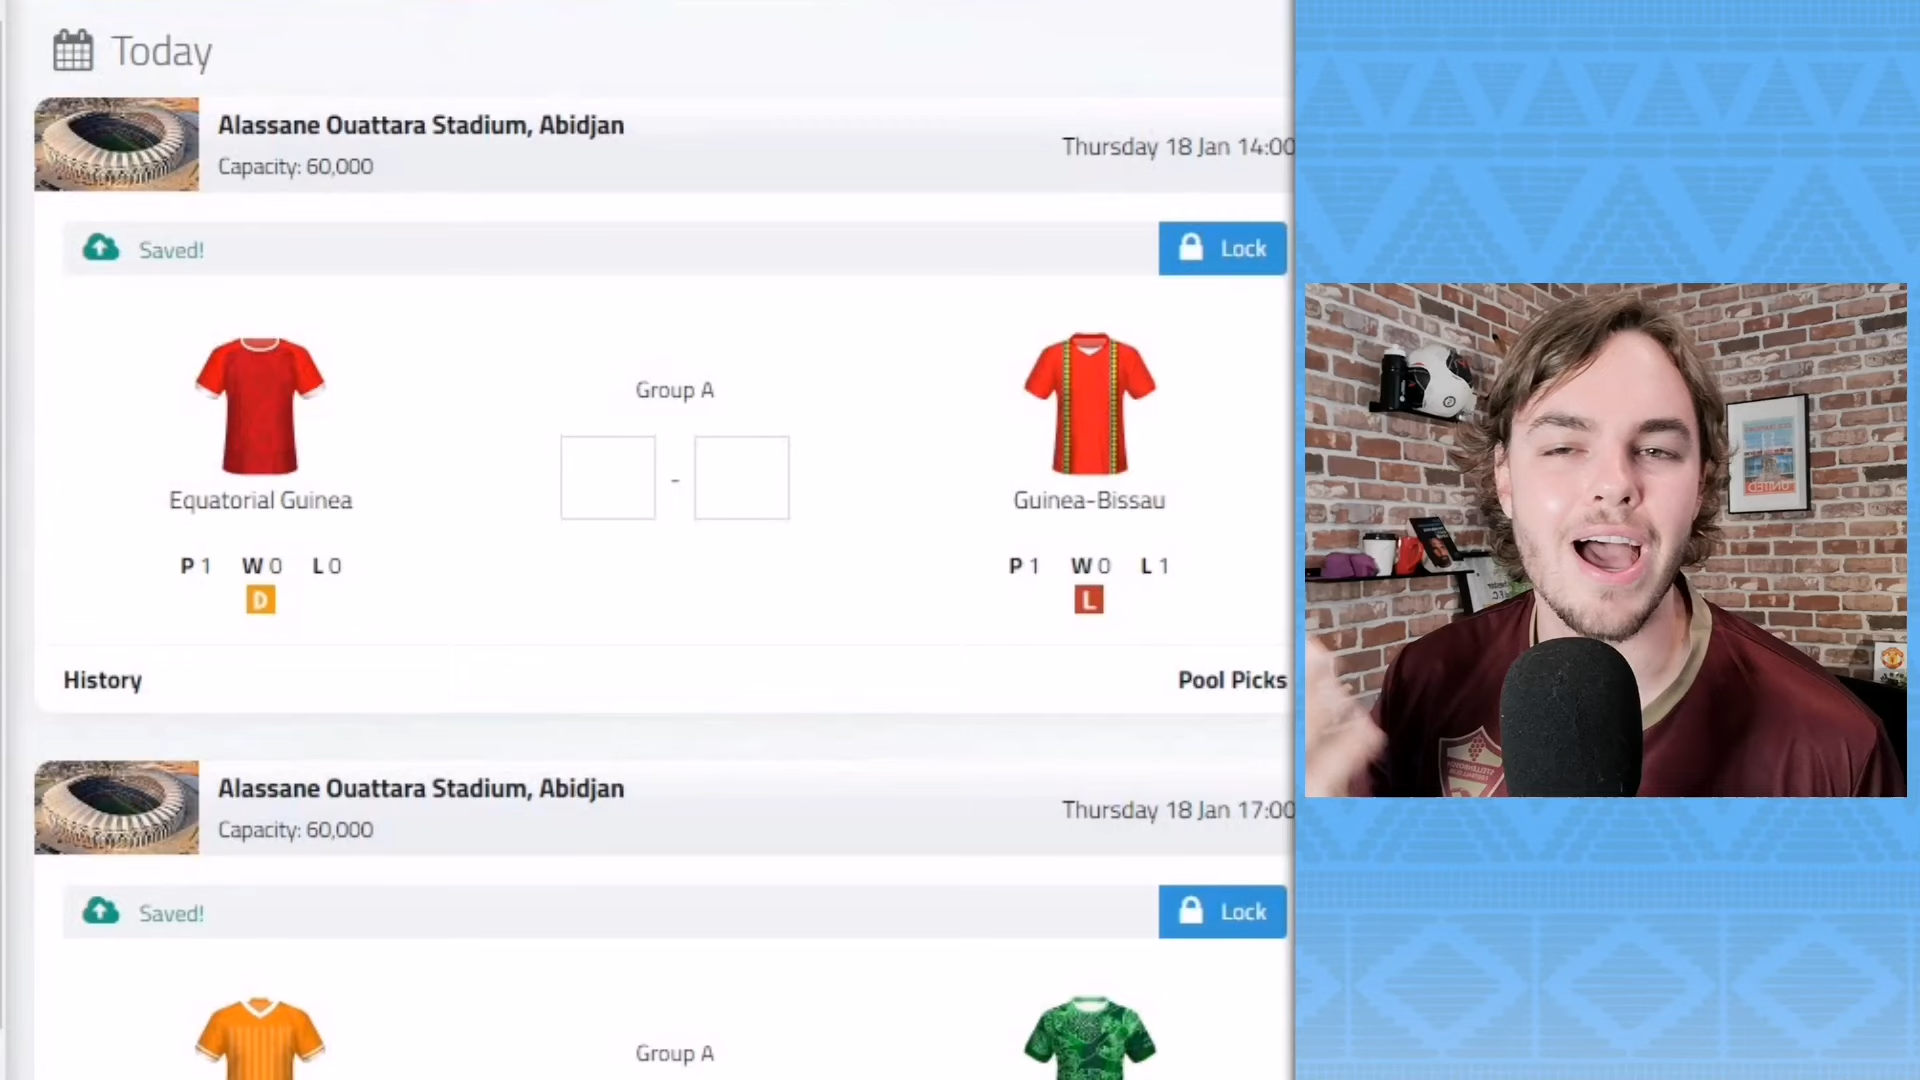 Today
Alassane Ouattara Stadium, Abidjan
Capacity: 60,000
Thursday 18 Jan 14:00
Saved!
Lock
Group A
-
Equatorial Guinea
Guinea-Bissau
P 1 W 0 L 0
P 1 W 0 L 1
D
L
History
Pool Picks
Alassane Ouattara Stadium, Abidjan
Capacity: 60,000
Thursday 18 Jan 17:00
Saved!
Lock
Group A
UNITED